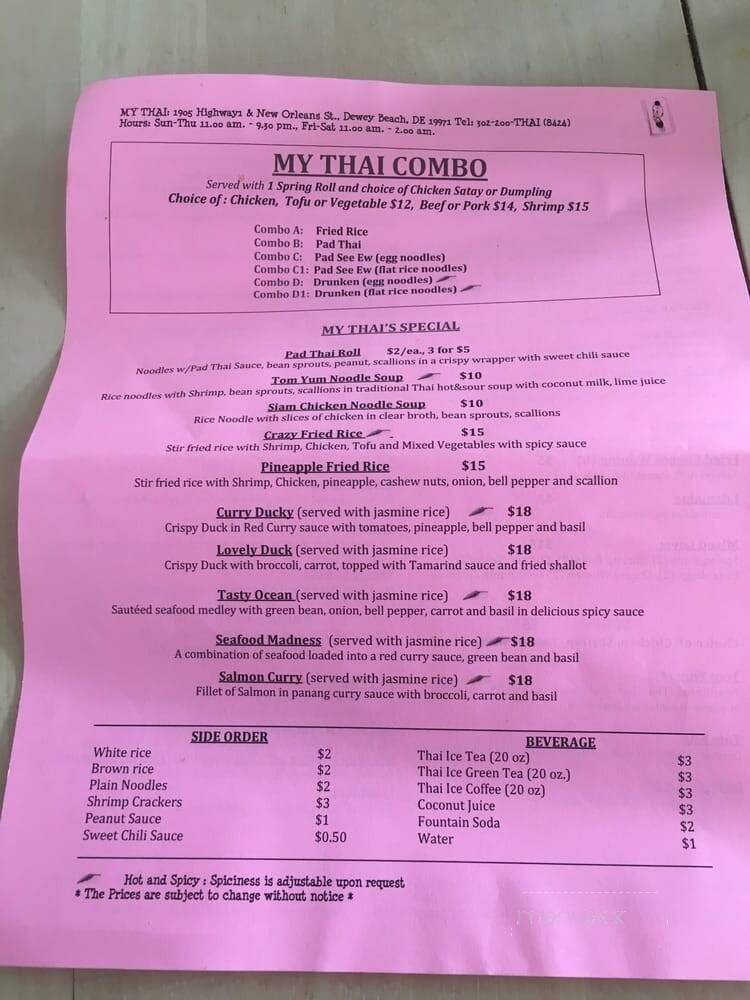 MY THAI: 1905 Highway1 & New Orleans St., Dewey Beach, DE 19971 Tel: 302-200-THAI (8424)
Hours: Sun-Thu 11.00 am. - 9.30 pm., Fri-Sat 11.00 am. - 2.00 am.
MY THAI COMBO
Served with 1 Spring Roll and choice of Chicken Satay or Dumpling
Choice of : Chicken, Tofu or Vegetable $12, Beef or Pork $14, Shrimp $15
Combo A: Fried Rice
Combo B: Pad Thai
Combo C: Pad See Ew (egg noodles)
Combo C1: Pad See Ew (flat rice noodles)
Combo D: Drunken (egg noodles)
Combo D1: Drunken (flat rice noodles)
MY THAI'S SPECIAL
Pad Thai Roll $2/ea., 3 for $5
Noodles w/Pad Thai Sauce, bean sprouts, peanut, scallions in a crispy wrapper with sweet chili sauce
Tom Yum Noodle Soup $10
Rice noodles with Shrimp, bean sprouts, scallions in traditional Thai hot&sour soup with coconut milk, lime juice
Siam Chicken Noodle Soup $10
Rice Noodle with slices of chicken in clear broth, bean sprouts, scallions
Crazy Fried Rice $15
Stir fried rice with Shrimp, Chicken, Tofu and Mixed Vegetables with spicy sauce
Pineapple Fried Rice $15
Stir fried rice with Shrimp, Chicken, pineapple, cashew nuts, onion, bell pepper and scallion
Curry Ducky (served with jasmine rice) $18
Crispy Duck in Red Curry sauce with tomatoes, pineapple, bell pepper and basil
Lovely Duck (served with jasmine rice) $18
Crispy Duck with broccoli, carrot, topped with Tamarind sauce and fried shallot
Tasty Ocean (served with jasmine rice) $18
Sautéed seafood medley with green bean, onion, bell pepper, carrot and basil in delicious spicy sauce
Seafood Madness (served with jasmine rice) $18
A combination of seafood loaded into a red curry sauce, green bean and basil
Salmon Curry (served with jasmine rice) $18
Fillet of Salmon in panang curry sauce with broccoli, carrot and basil
SIDE ORDER
White rice $2
Brown rice $2
Plain Noodles $2
Shrimp Crackers $3
Peanut Sauce $1
Sweet Chili Sauce $0.50
BEVERAGE
Thai Ice Tea (20 oz) $3
Thai Ice Green Tea (20 oz.) $3
Thai Ice Coffee (20 oz) $3
Coconut Juice $3
Fountain Soda $2
Water $1
Hot and Spicy : Spiciness is adjustable upon request
* The Prices are subject to change without notice *